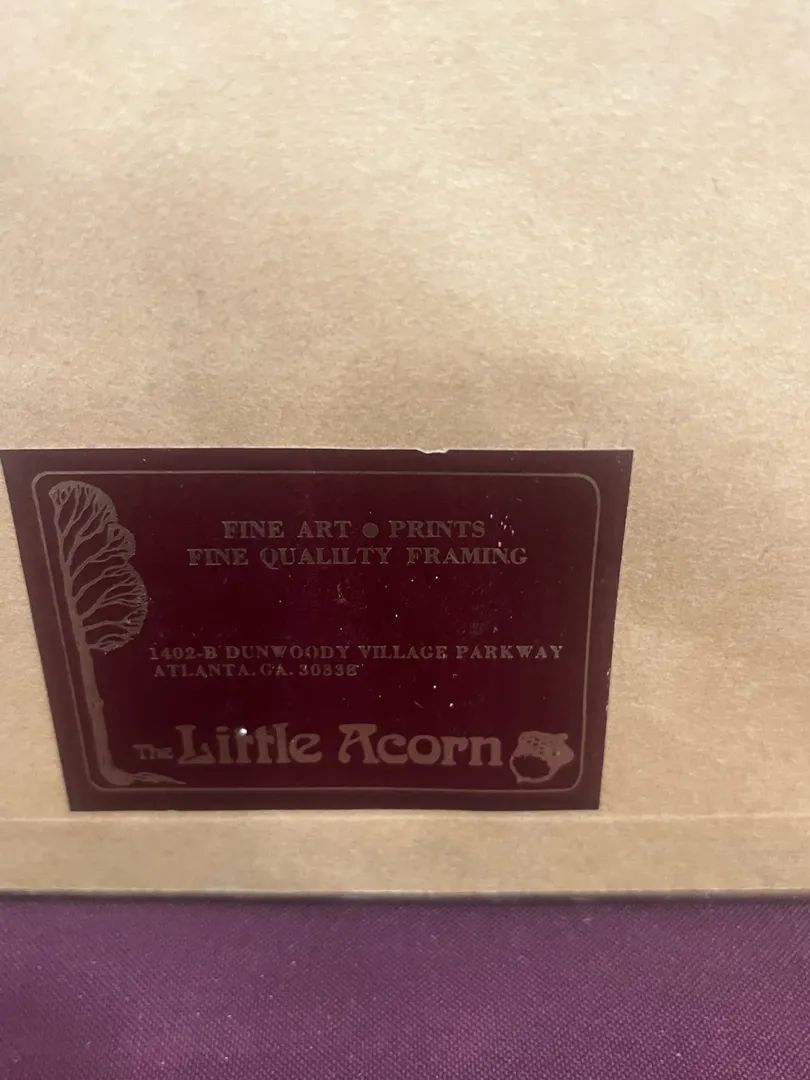 FINE ART ● PRINTS
FINE QUALILTY FRAMING
1402-B DUNWOODY VILLAGE PARKWAY
ATLANTA. GA. 30338
The Little Acorn